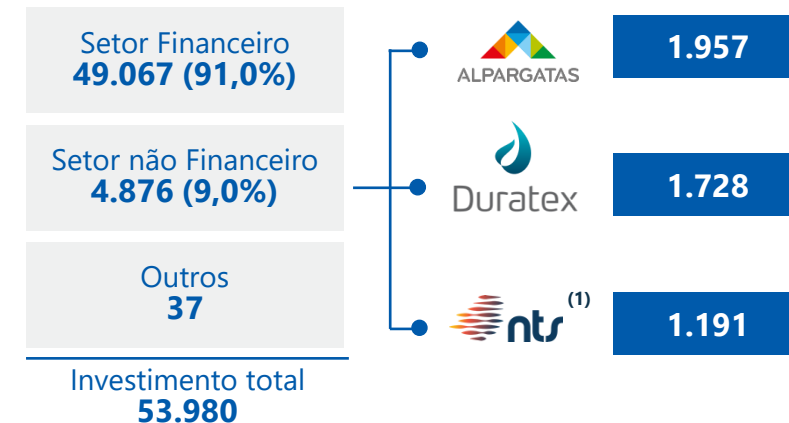 Setor Financeiro
49.067 (91,0%)
Setor não Financeiro
4.876 (9,0%)
Outros
37
Investimento total
53.980
ALPARGATAS
1.957
Duratex
1.728
nts (1)
1.191